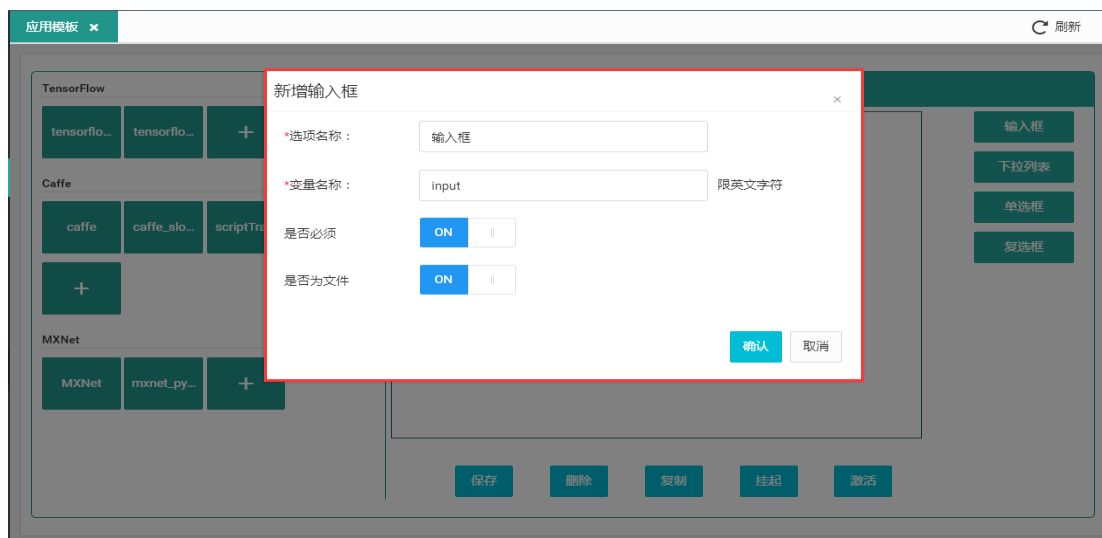 应用模板 ×
刷新
TensorFlow
tensorflo... tensorflo... +
Caffe
caffe caffe_slo... scriptTra
+
MXNet
MXNet mxnet_py... +
新增输入框 ×
*选项名称： 输入框
*变量名称： input 限英文字符
是否必须 ON
是否为文件 ON
确认 取消
输入框
下拉列表
单选框
复选框
保存 删除 复制 挂起 激活